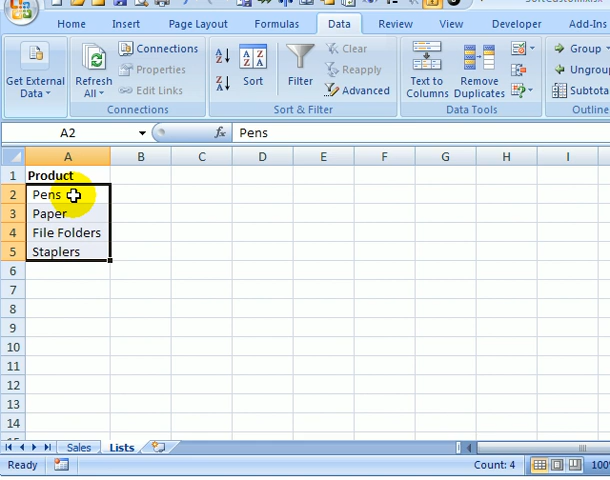 Home Insert Page Layout Formulas Data Review View Developer Add-Ins
Connections Clear Group
Properties Reapply
Get External Data Refresh All Edit Links Sort Filter Advanced Text to Columns Remove Duplicates
Connections Sort & Filter Data Tools Outline
A2 fx Pens
A B C D E F G H I
1 Product
2 Pens
3 Paper
4 File Folders
5 Staplers
6
7
8
9
10
11
12
13
14
Sales Lists
Ready Count: 4